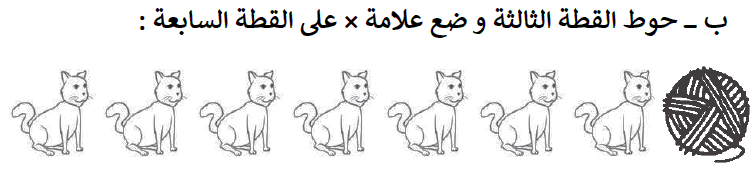 ب ـ حوط القطة الثالثة و ضع علامة × على القطة السابعة :